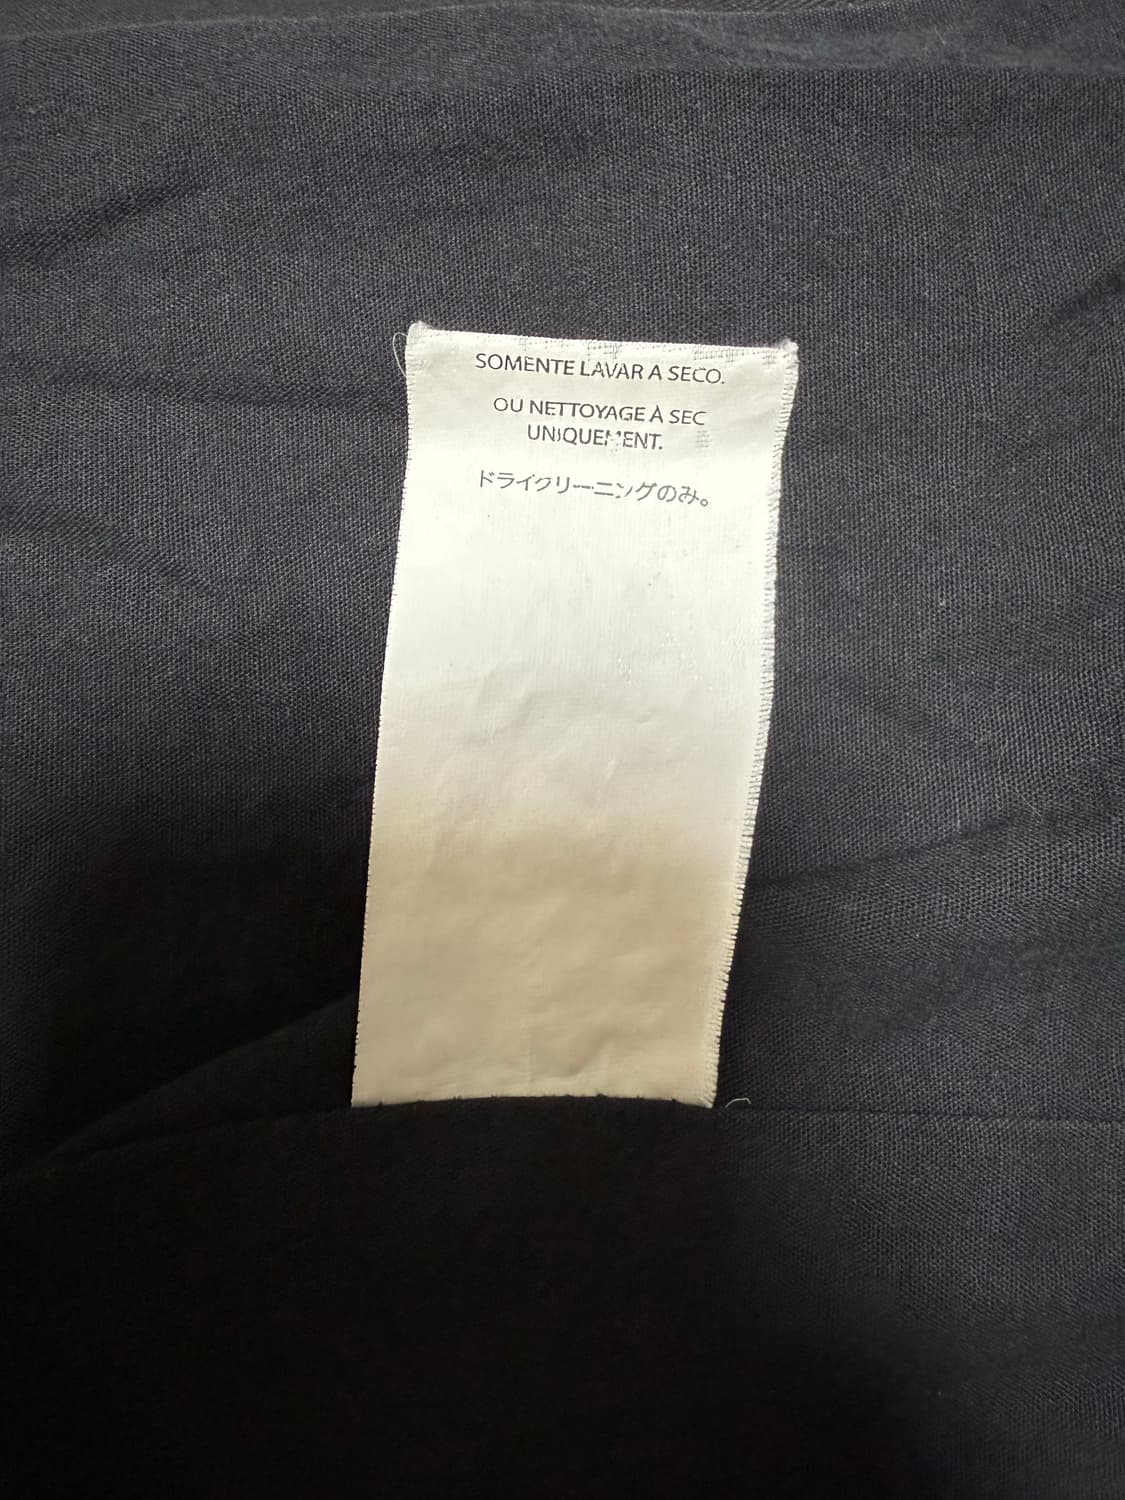 SOMENTE LAVAR A SECO.
OU NETTOYAGE À SEC
UNIQUEMENT.
ドライクリーニングのみ。